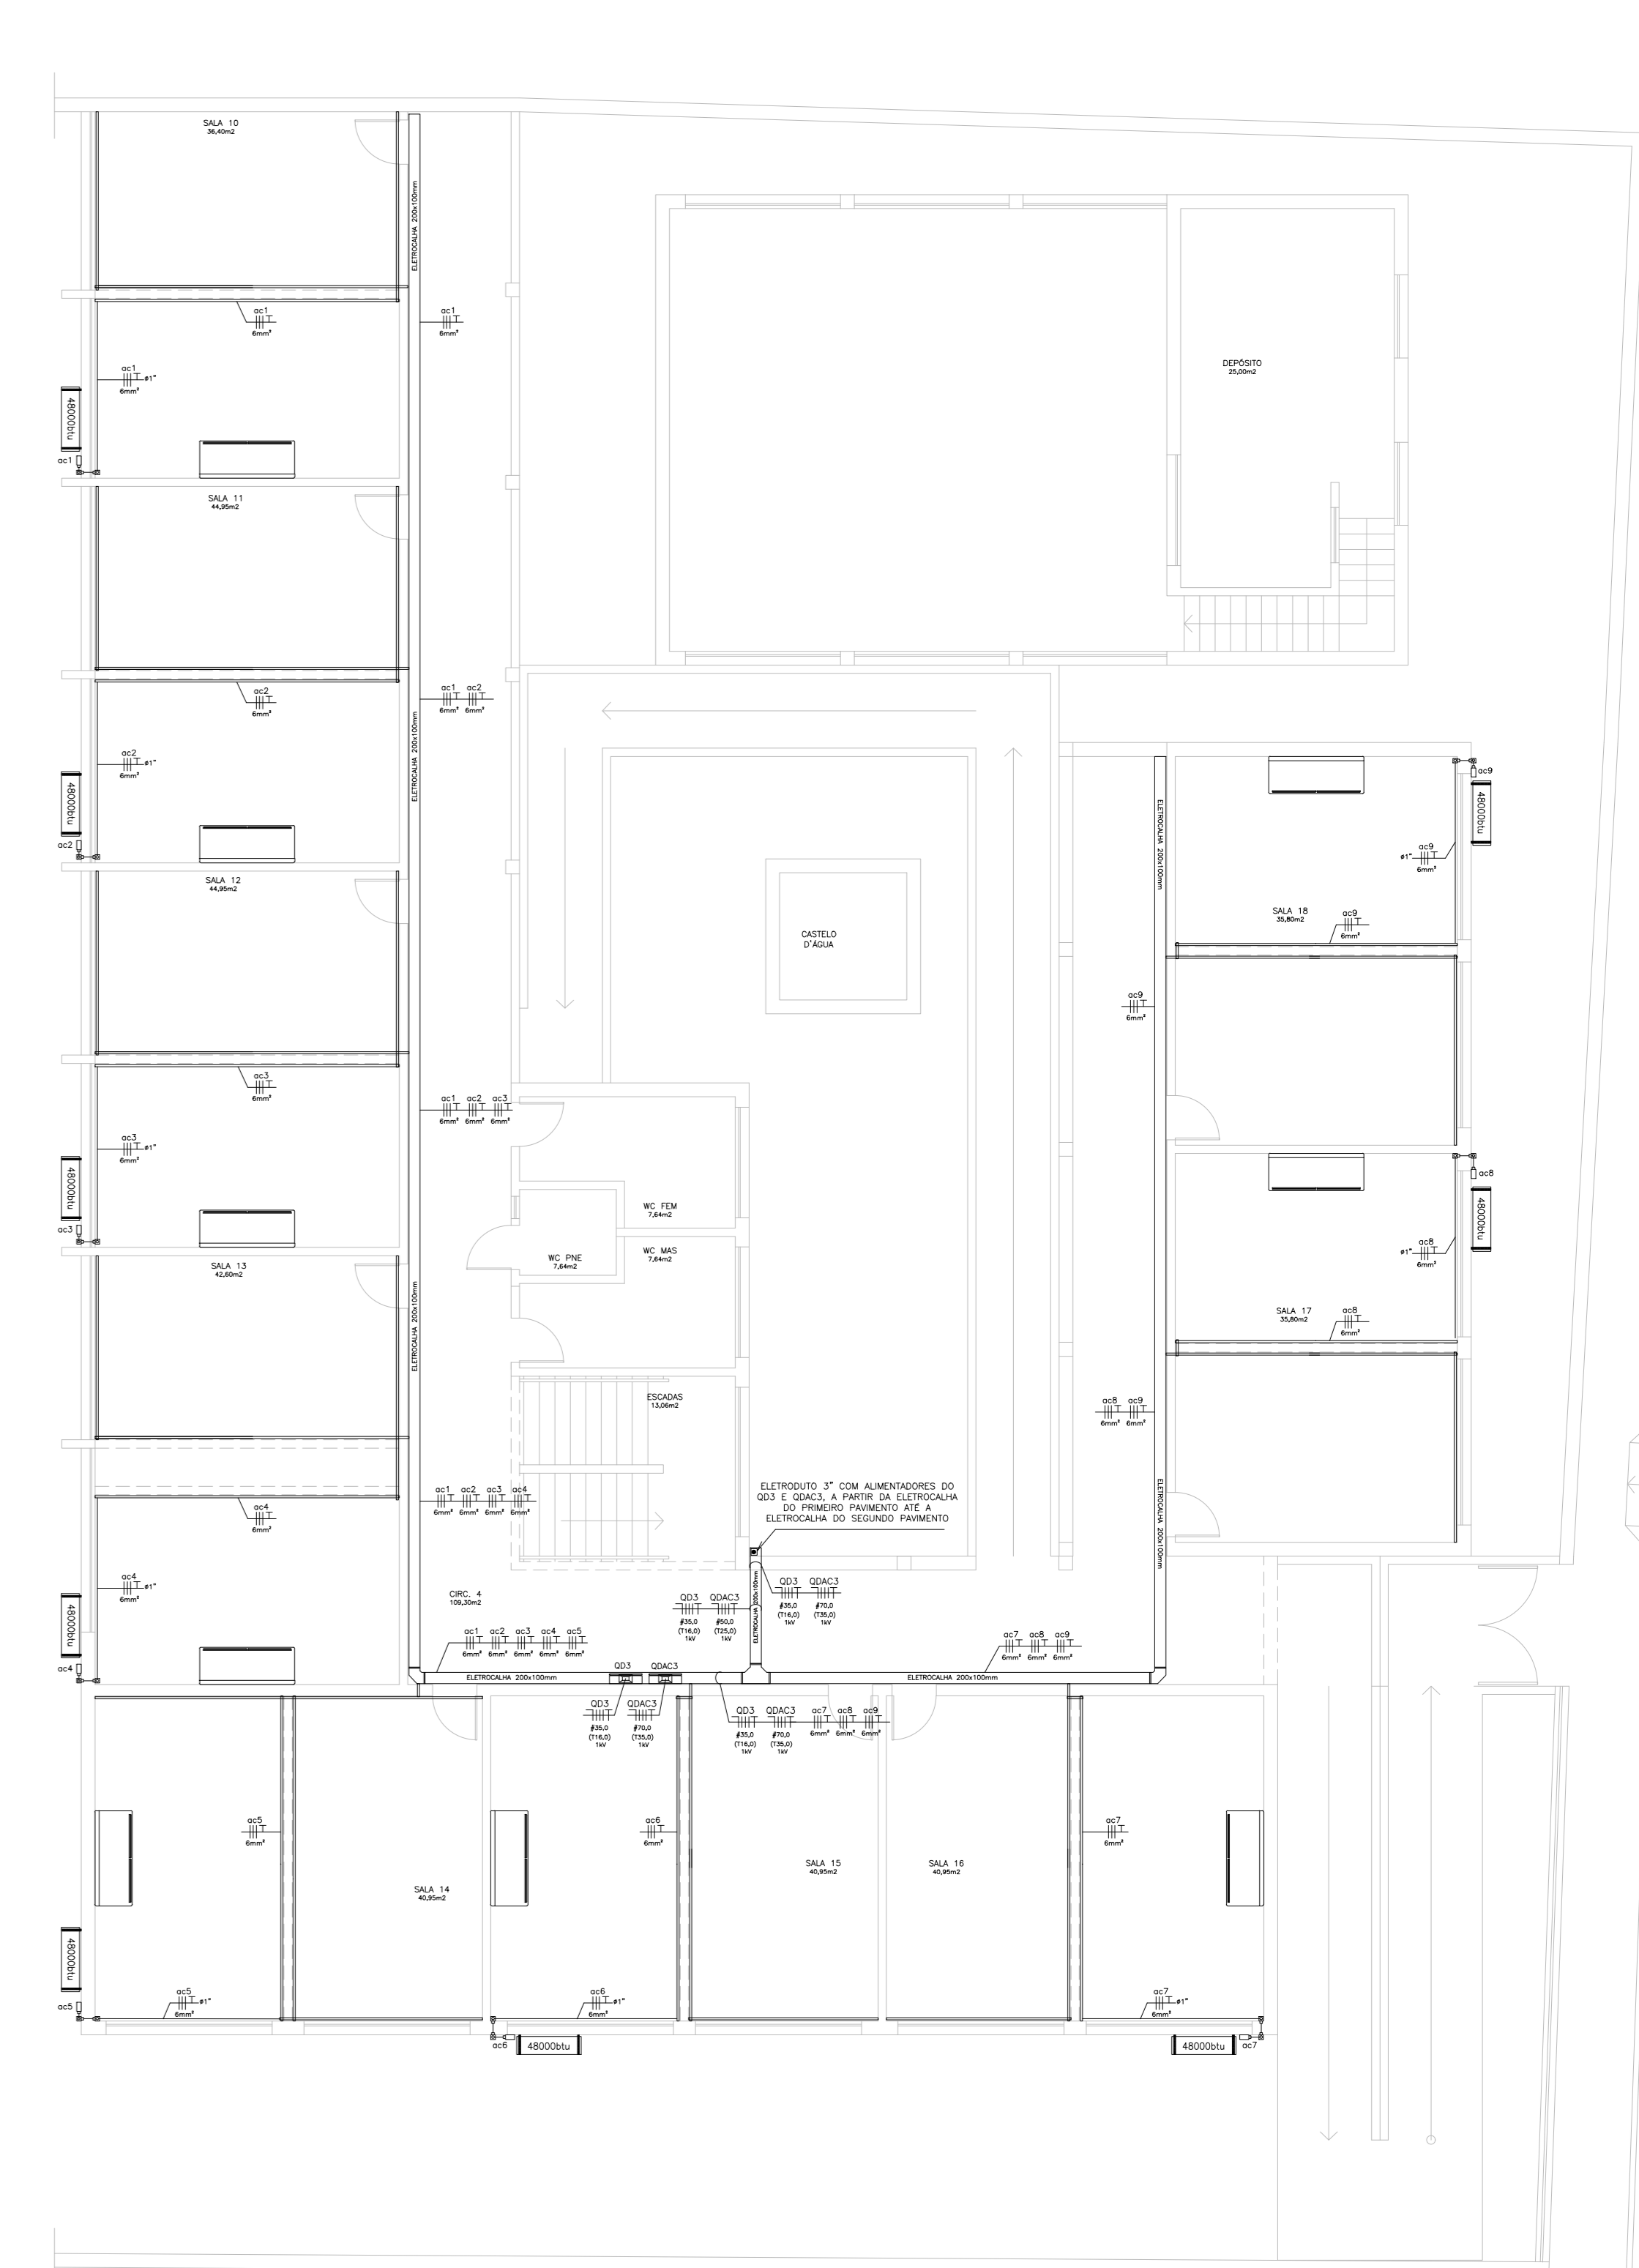 SALA 10
36,40m2
ELETROCALHA 200x100mm
ac1
6mm²
ac1
6mm²
ac1
ø1"
6mm²
48000btu
ac1
SALA 11
44,95m2
DEPÓSITO
25,00m2
ac2
6mm²
ac1 ac2
6mm² 6mm²
ELETROCALHA 200x100mm
ac2
ø1"
6mm²
48000btu
ac2
SALA 12
44,95m2
CASTELO
D'ÁGUA
ELETROCALHA 200x100mm
ac9
48000btu
ac9
ø1"
6mm²
SALA 18
35,80m2
ac9
6mm²
ac9
6mm²
ac3
6mm²
ac1 ac2 ac3
6mm² 6mm² 6mm²
ac3
ø1"
6mm²
48000btu
ac3
SALA 13
42,60m2
ELETROCALHA 200x100mm
WC FEM
7,64m2
WC PNE
7,64m2
WC MAS
7,64m2
ac8
48000btu
ac8
ø1"
6mm²
SALA 17
35,80m2
ac8
6mm²
ESCADAS
13,06m2
ac8 ac9
6mm² 6mm²
ac1 ac2 ac3 ac4
6mm² 6mm² 6mm² 6mm²
ac4
6mm²
ELETRODUTO 3" COM ALIMENTADORES DO
QD3 E QDAC3, A PARTIR DA ELETROCALHA
DO PRIMEIRO PAVIMENTO ATÉ A
ELETROCALHA DO SEGUNDO PAVIMENTO
ELETROCALHA 200x100mm
ac4
ø1"
6mm²
48000btu
ac4
CIRC. 4
109,30m2
QD3 QDAC3
#35,0 #50,0
(T16,0) (T25,0)
1kV 1kV
ELETROCALHA 200x100mm
QD3 QDAC3
#35,0 #70,0
(T16,0) (T35,0)
1kV 1kV
ac1 ac2 ac3 ac4 ac5
6mm² 6mm² 6mm² 6mm² 6mm²
ac7 ac8 ac9
6mm² 6mm² 6mm²
ELETROCALHA 200x100mm
QD3 QDAC3
ELETROCALHA 200x100mm
QD3 QDAC3
#35,0 #70,0
(T16,0) (T35,0)
1kV 1kV
QD3 QDAC3 ac7 ac8 ac9
#35,0 #70,0 6mm² 6mm² 6mm²
(T16,0) (T35,0)
1kV 1kV
ac5
6mm²
ac6
6mm²
ac7
6mm²
SALA 14
40,95m2
SALA 15
40,95m2
SALA 16
40,95m2
48000btu
ac5
ac5
ø1"
6mm²
ac6
ø1"
6mm²
ac7
ø1"
6mm²
ac6
48000btu
48000btu
ac7